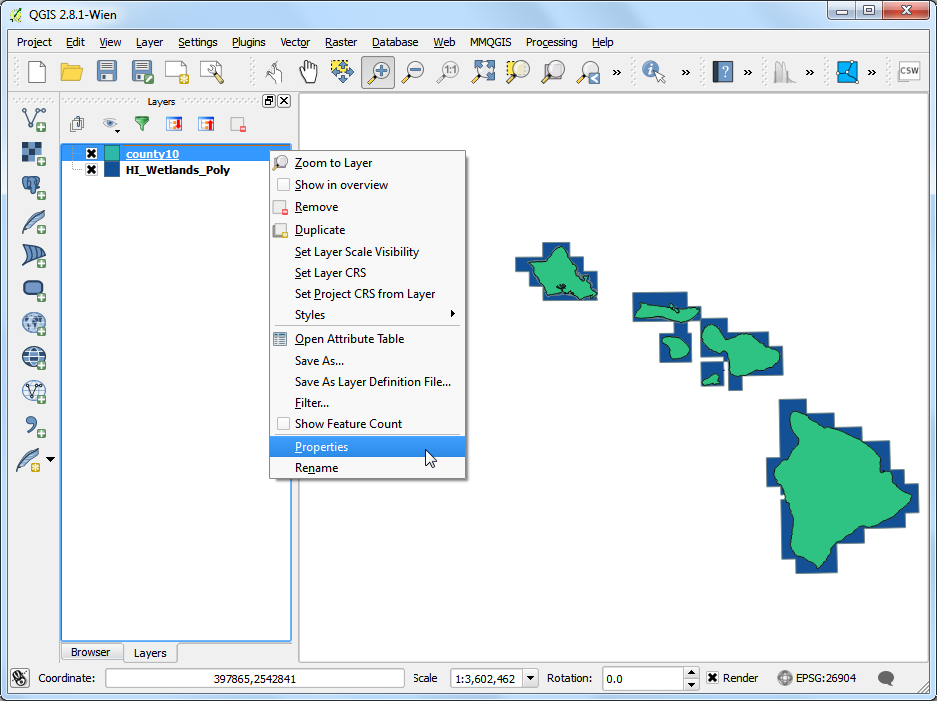 QGIS 2.8.1-Wien
Project Edit View Layer Settings Plugins Vector Raster Database Web MMQGIS Processing Help
1:1 » » ? » » » CSW
Layers
county10
HI_Wetlands_Poly
Zoom to Layer
Show in overview
Remove
Duplicate
Set Layer Scale Visibility
Set Layer CRS
Set Project CRS from Layer
Styles
Open Attribute Table
Save As...
Save As Layer Definition File...
Filter...
Show Feature Count
Properties
Rename
Browser Layers
Coordinate: 397865,2542841 Scale 1:3,602,462 Rotation: 0.0 Render EPSG:26904